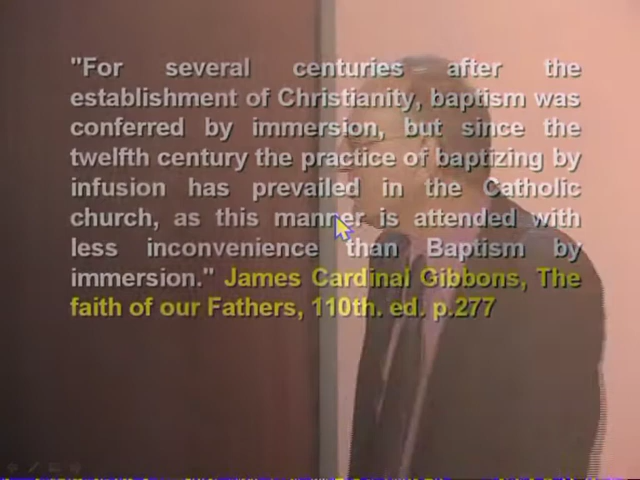 "For several centuries after the
establishment of Christianity, baptism was
conferred by immersion, but since the
twelfth century the practice of baptizing by
infusion has prevailed in the Catholic
church, as this manner is attended with
less inconvenience than Baptism by
immersion." James Cardinal Gibbons, The
faith of our Fathers, 110th. ed. p.277